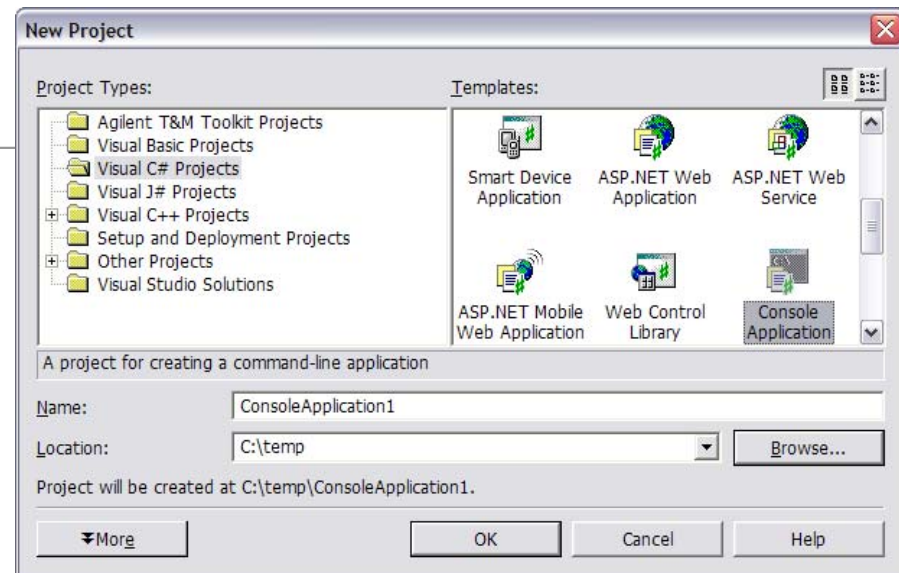 New Project
Project Types:
Templates:
Agilent T&M Toolkit Projects
Visual Basic Projects
Visual C# Projects
Visual J# Projects
Visual C++ Projects
Setup and Deployment Projects
Other Projects
Visual Studio Solutions
Smart Device
Application
ASP.NET Web
Application
ASP.NET Web
Service
ASP.NET Mobile
Web Application
Web Control
Library
Console
Application
A project for creating a command-line application
Name:
ConsoleApplication1
Location:
C:\temp
Browse...
Project will be created at C:\temp\ConsoleApplication1.
More
OK
Cancel
Help